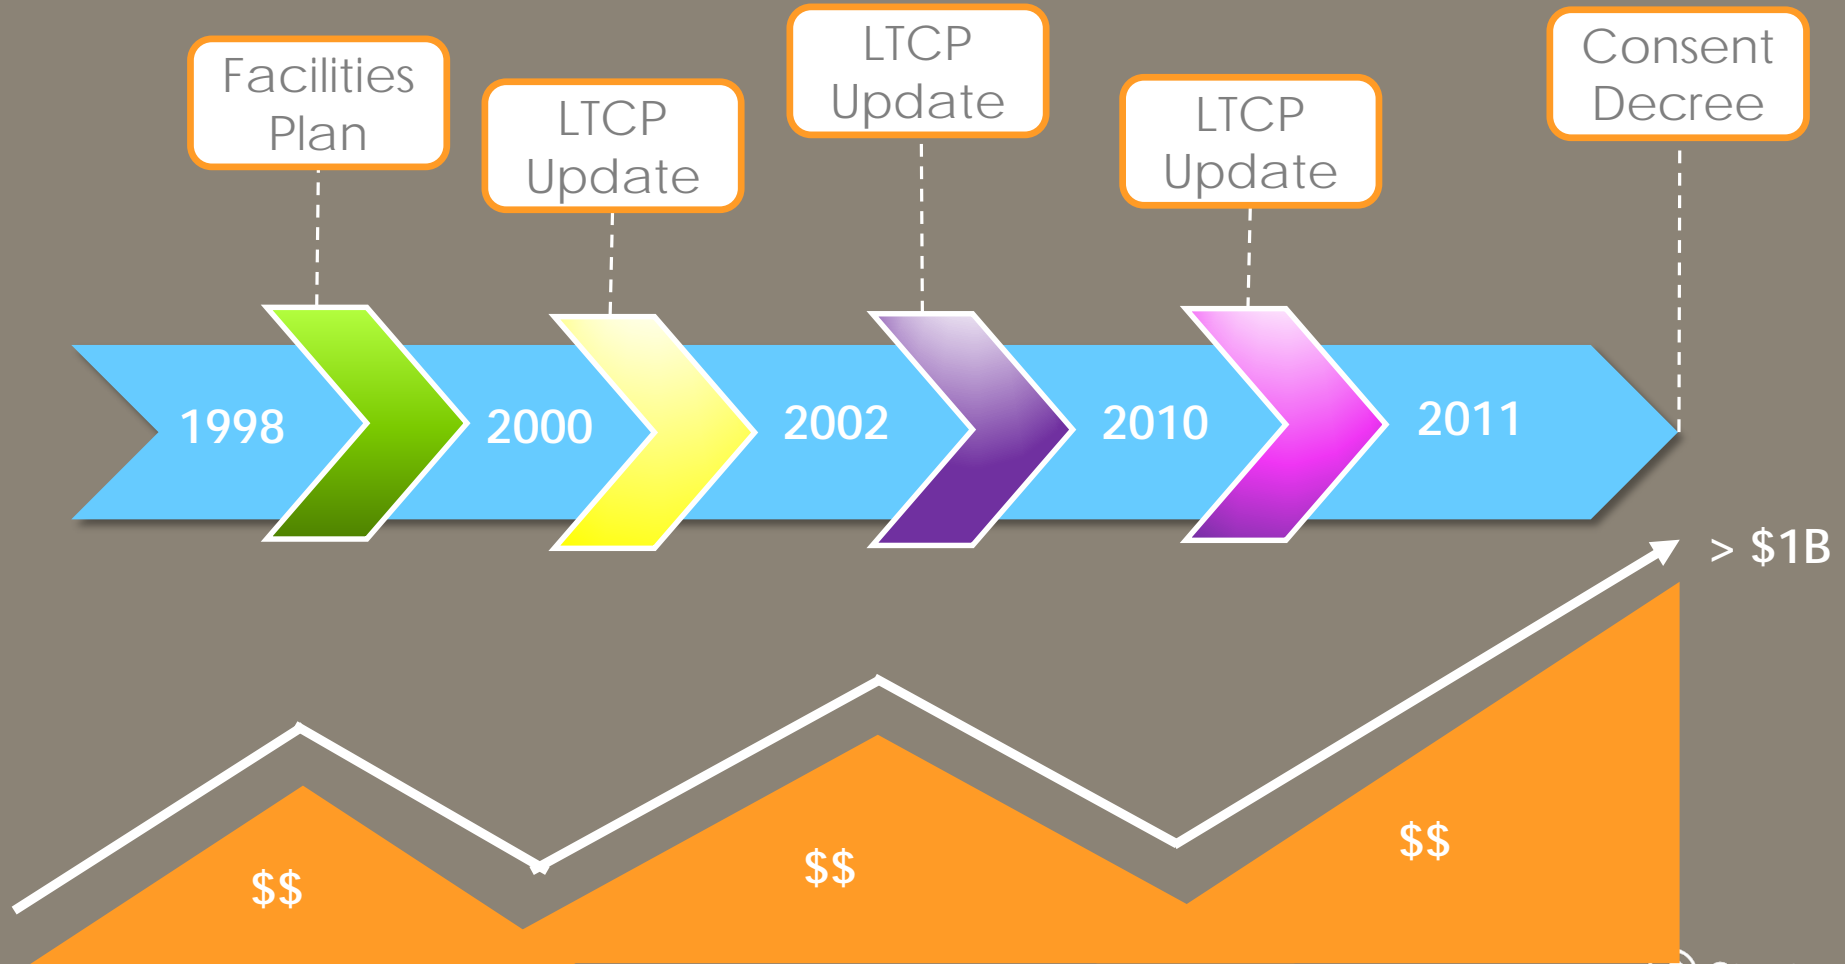 Facilities
Plan
LTCP
Update
LTCP
Update
LTCP
Update
Consent
Decree
1998
2000
2002
2010
2011
> $1B
$$
$$
$$